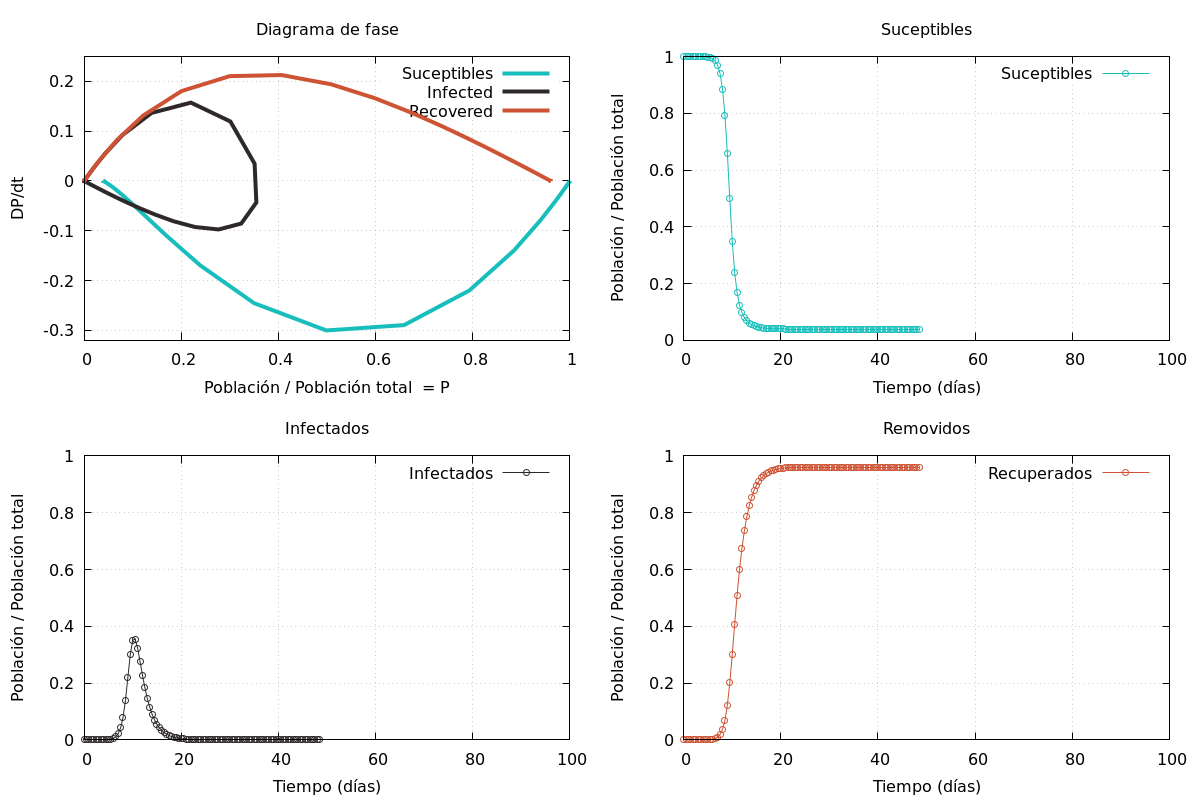 Diagrama de fase
0.2
0.1
0
-0.1
-0.2
-0.3
0 0.2 0.4 0.6 0.8 1
DP/dt
Población / Población total = P
Suceptibles
Infected
Recovered
Suceptibles
1
0.8
0.6
0.4
0.2
0
0 20 40 60 80 100
Población / Población total
Tiempo (días)
Suceptibles
Infectados
1
0.8
0.6
0.4
0.2
0
0 20 40 60 80 100
Población / Población total
Tiempo (días)
Infectados
Removidos
1
0.8
0.6
0.4
0.2
0
0 20 40 60 80 100
Población / Población total
Tiempo (días)
Recuperados